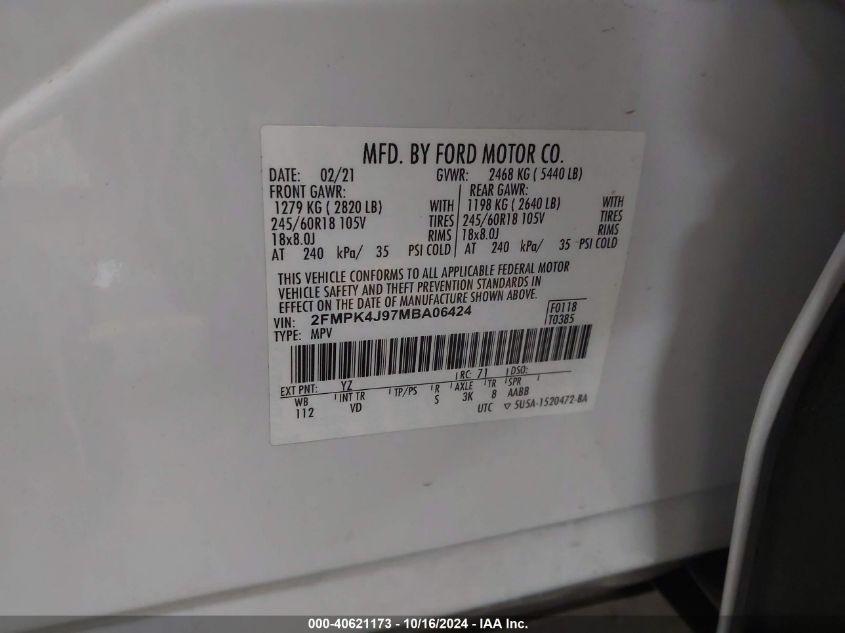 MFD. BY FORD MOTOR CO.
DATE: 02/21 GVWR: 2468 KG ( 5440 LB)
FRONT GAWR: REAR GAWR:
1279 KG ( 2820 LB) WITH 1198 KG ( 2640 LB) WITH
245/60R18 105V TIRES 245/60R18 105V TIRES
18x8.0J RIMS 18x8.0J RIMS
AT 240 kPa/ 35 PSI COLD AT 240 kPa/ 35 PSI COLD
THIS VEHICLE CONFORMS TO ALL APPLICABLE FEDERAL MOTOR
VEHICLE SAFETY AND THEFT PREVENTION STANDARDS IN
EFFECT ON THE DATE OF MANUFACTURE SHOWN ABOVE.
VIN: 2FMPK4J97MBA06424 F0118
TYPE: MPV T0385
EXT PNT: YZ RC: 71 DSO:
WB INT TR TP/PS R AXLE TR SPR
112 VD S 3K 8 AABB
UTC ▽ 5U5A-1520472-BA
000-40621173 - 10/16/2024 - IAA Inc.